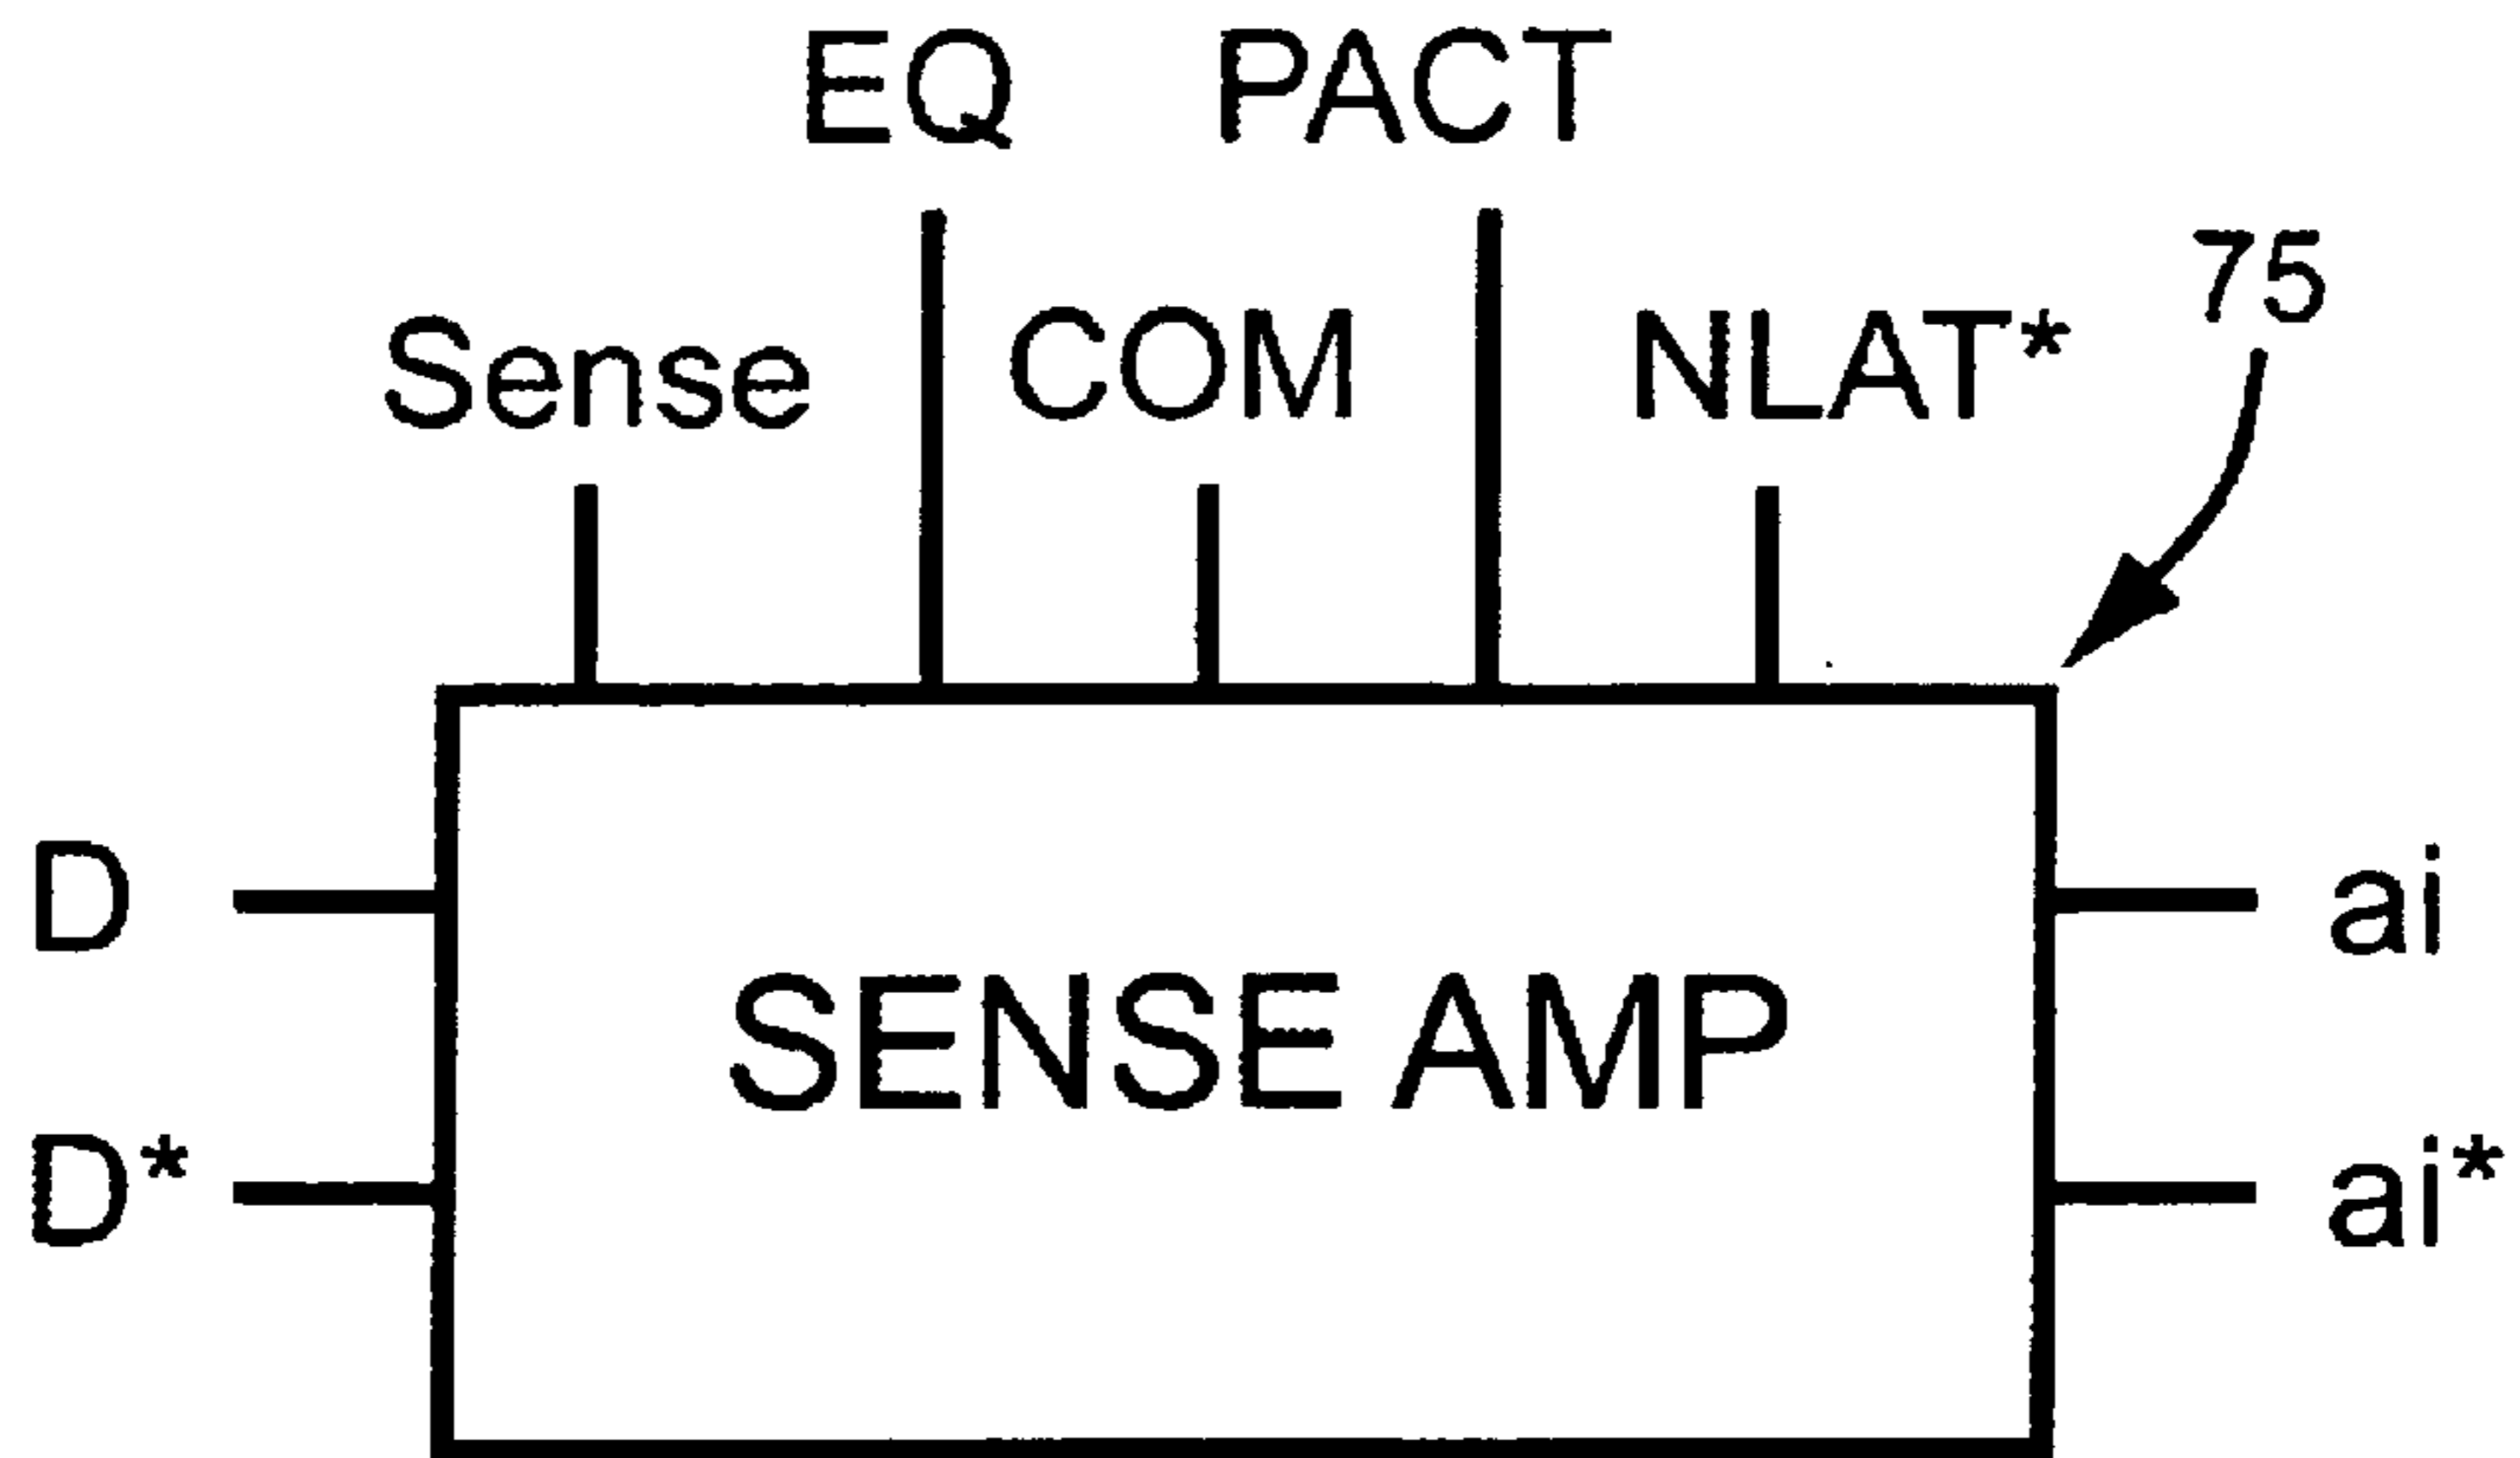 EQ PACT
75
Sense COM NLAT*
D ai
SENSE AMP
D* ai*